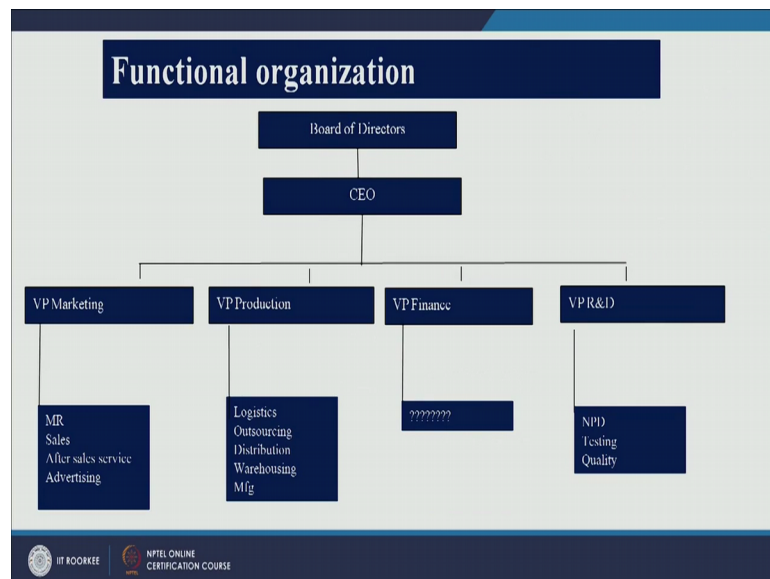 Functional organization
Board of Directors
CEO
VP Marketing
VP Production
VP Finance
VP R&D
MR
Sales
After sales service
Advertising
Logistics
Outsourcing
Distribution
Warehousing
Mfg
????????
NPD
Testing
Quality
IIT ROORKEE
NPTEL
NPTEL ONLINE
CERTIFICATION COURSE